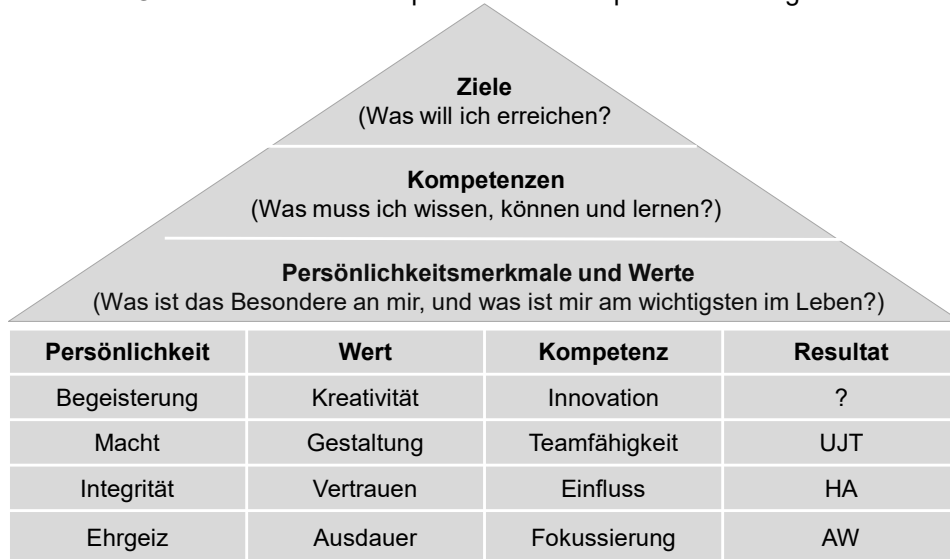 Ziele
(Was will ich erreichen?
Kompetenzen
(Was muss ich wissen, können und lernen?)
Persönlichkeitsmerkmale und Werte
(Was ist das Besondere an mir, und was ist mir am wichtigsten im Leben?)
Persönlichkeit Wert Kompetenz Resultat
Begeisterung Kreativität Innovation ?
Macht Gestaltung Teamfähigkeit UJT
Integrität Vertrauen Einfluss HA
Ehrgeiz Ausdauer Fokussierung AW